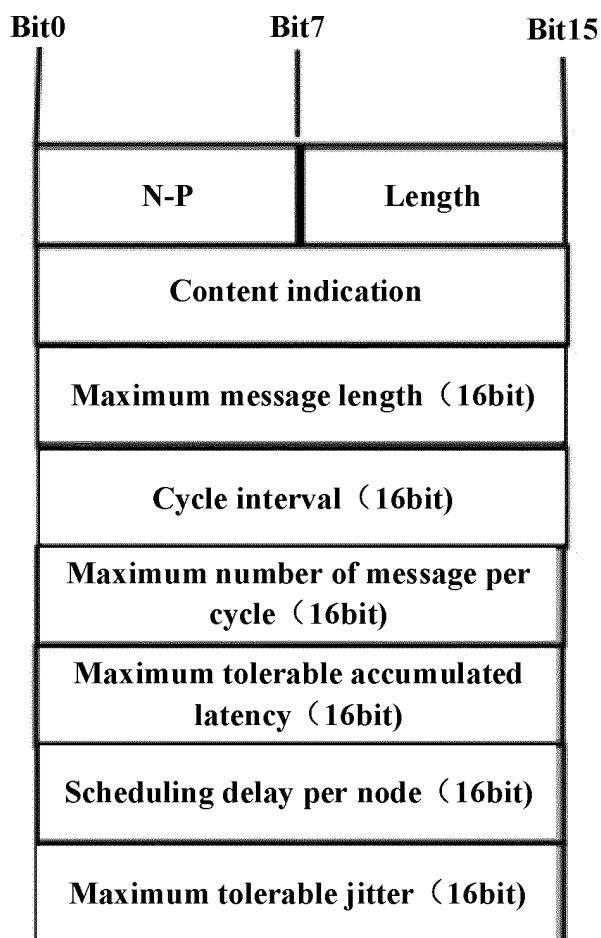 Bit0 Bit7 Bit15
N-P Length
Content indication
Maximum message length（16bit)
Cycle interval（16bit)
Maximum number of message per
cycle（16bit)
Maximum tolerable accumulated
latency（16bit)
Scheduling delay per node（16bit)
Maximum tolerable jitter（16bit)